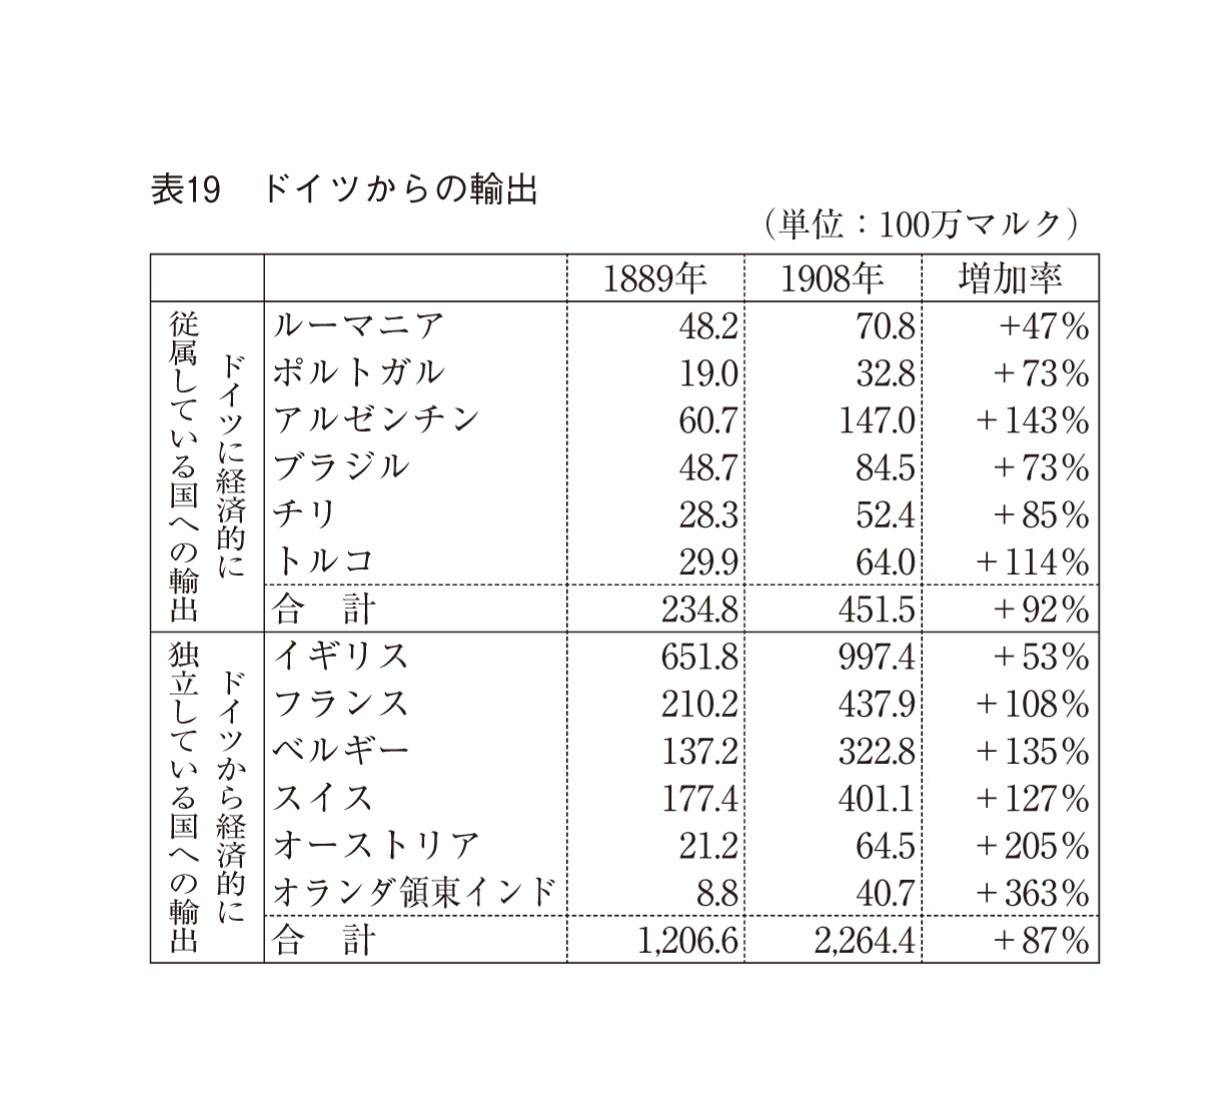 表19　ドイツからの輸出
（単位：100万マルク）
1889年 1908年 増加率
ドイツに経済的に
従属している国への輸出
ルーマニア 48.2 70.8 +47%
ポルトガル 19.0 32.8 +73%
アルゼンチン 60.7 147.0 +143%
ブラジル 48.7 84.5 +73%
チリ 28.3 52.4 +85%
トルコ 29.9 64.0 +114%
合　計 234.8 451.5 +92%
ドイツから経済的に
独立している国への輸出
イギリス 651.8 997.4 +53%
フランス 210.2 437.9 +108%
ベルギー 137.2 322.8 +135%
スイス 177.4 401.1 +127%
オーストリア 21.2 64.5 +205%
オランダ領東インド 8.8 40.7 +363%
合　計 1,206.6 2,264.4 +87%